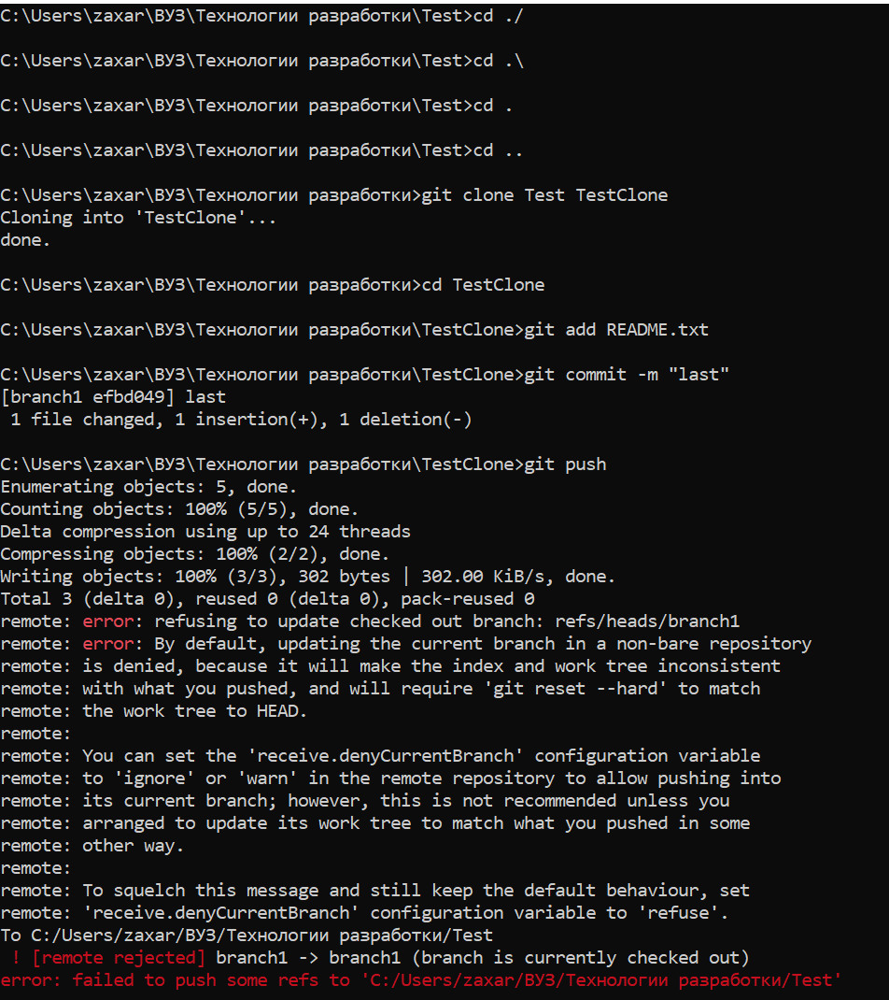 C:\Users\zaxar\ВУЗ\Технологии разработки\Test>cd ./
C:\Users\zaxar\ВУЗ\Технологии разработки\Test>cd .\
C:\Users\zaxar\ВУЗ\Технологии разработки\Test>cd .
C:\Users\zaxar\ВУЗ\Технологии разработки\Test>cd ..
C:\Users\zaxar\ВУЗ\Технологии разработки>git clone Test TestClone
Cloning into 'TestClone'...
done.
C:\Users\zaxar\ВУЗ\Технологии разработки>cd TestClone
C:\Users\zaxar\ВУЗ\Технологии разработки\TestClone>git add README.txt
C:\Users\zaxar\ВУЗ\Технологии разработки\TestClone>git commit -m "last"
[branch1 efbd049] last
 1 file changed, 1 insertion(+), 1 deletion(-)
C:\Users\zaxar\ВУЗ\Технологии разработки\TestClone>git push
Enumerating objects: 5, done.
Counting objects: 100% (5/5), done.
Delta compression using up to 24 threads
Compressing objects: 100% (2/2), done.
Writing objects: 100% (3/3), 302 bytes | 302.00 KiB/s, done.
Total 3 (delta 0), reused 0 (delta 0), pack-reused 0
remote: error: refusing to update checked out branch: refs/heads/branch1
remote: error: By default, updating the current branch in a non-bare repository
remote: is denied, because it will make the index and work tree inconsistent
remote: with what you pushed, and will require 'git reset --hard' to match
remote: the work tree to HEAD.
remote:
remote: You can set the 'receive.denyCurrentBranch' configuration variable
remote: to 'ignore' or 'warn' in the remote repository to allow pushing into
remote: its current branch; however, this is not recommended unless you
remote: arranged to update its work tree to match what you pushed in some
remote: other way.
remote:
remote: To squelch this message and still keep the default behaviour, set
remote: 'receive.denyCurrentBranch' configuration variable to 'refuse'.
To C:/Users/zaxar/ВУЗ/Технологии разработки/Test
 ! [remote rejected] branch1 -> branch1 (branch is currently checked out)
error: failed to push some refs to 'C:/Users/zaxar/ВУЗ/Технологии разработки/Test'